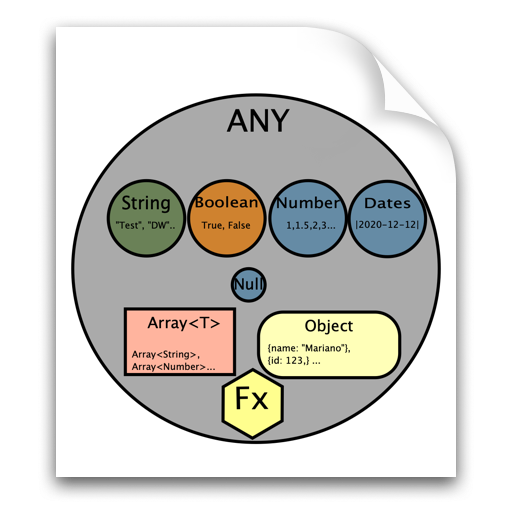 ANY
String
"Test", "DW"..
Boolean
True, False
Number
1,1.5,2,3...
Dates
|2020-12-12|
Null
Array<T>
Array<String>,
Array<Number>...
Object
{name: "Mariano"},
{id: 123,} ...
Fx